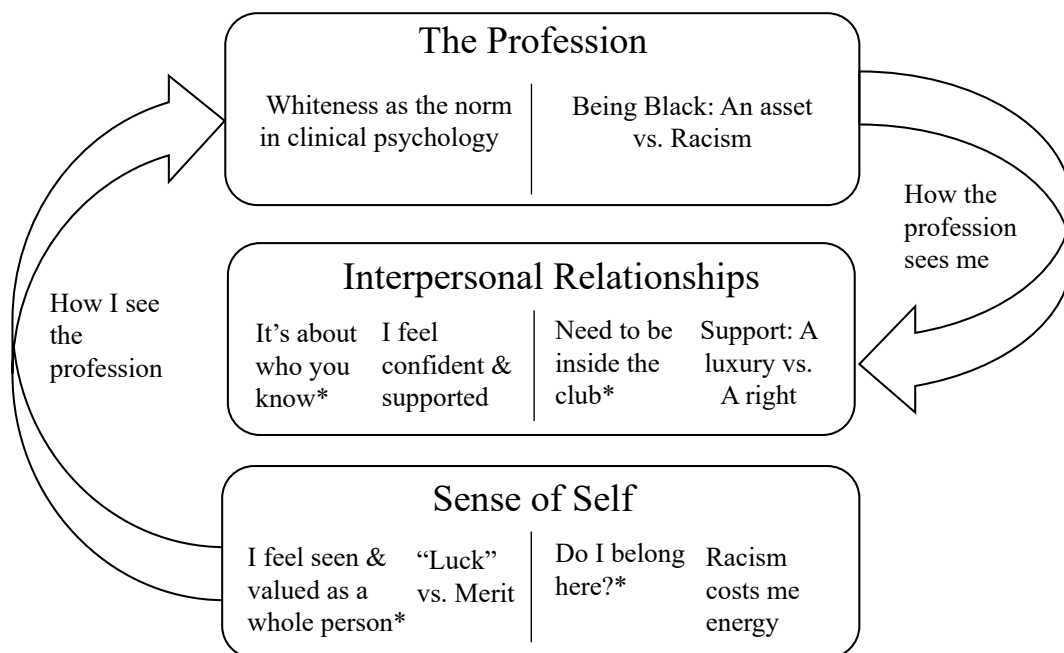 The Profession
Whiteness as the norm
in clinical psychology
Being Black: An asset
vs. Racism
How the
profession
sees me
How I see
the
profession
Interpersonal Relationships
It’s about
who you
know*
I feel
confident &
supported
Need to be
inside the
club*
Support: A
luxury vs.
A right
Sense of Self
I feel seen &
valued as a
whole person*
“Luck”
vs. Merit
Do I belong
here?*
Racism
costs me
energy